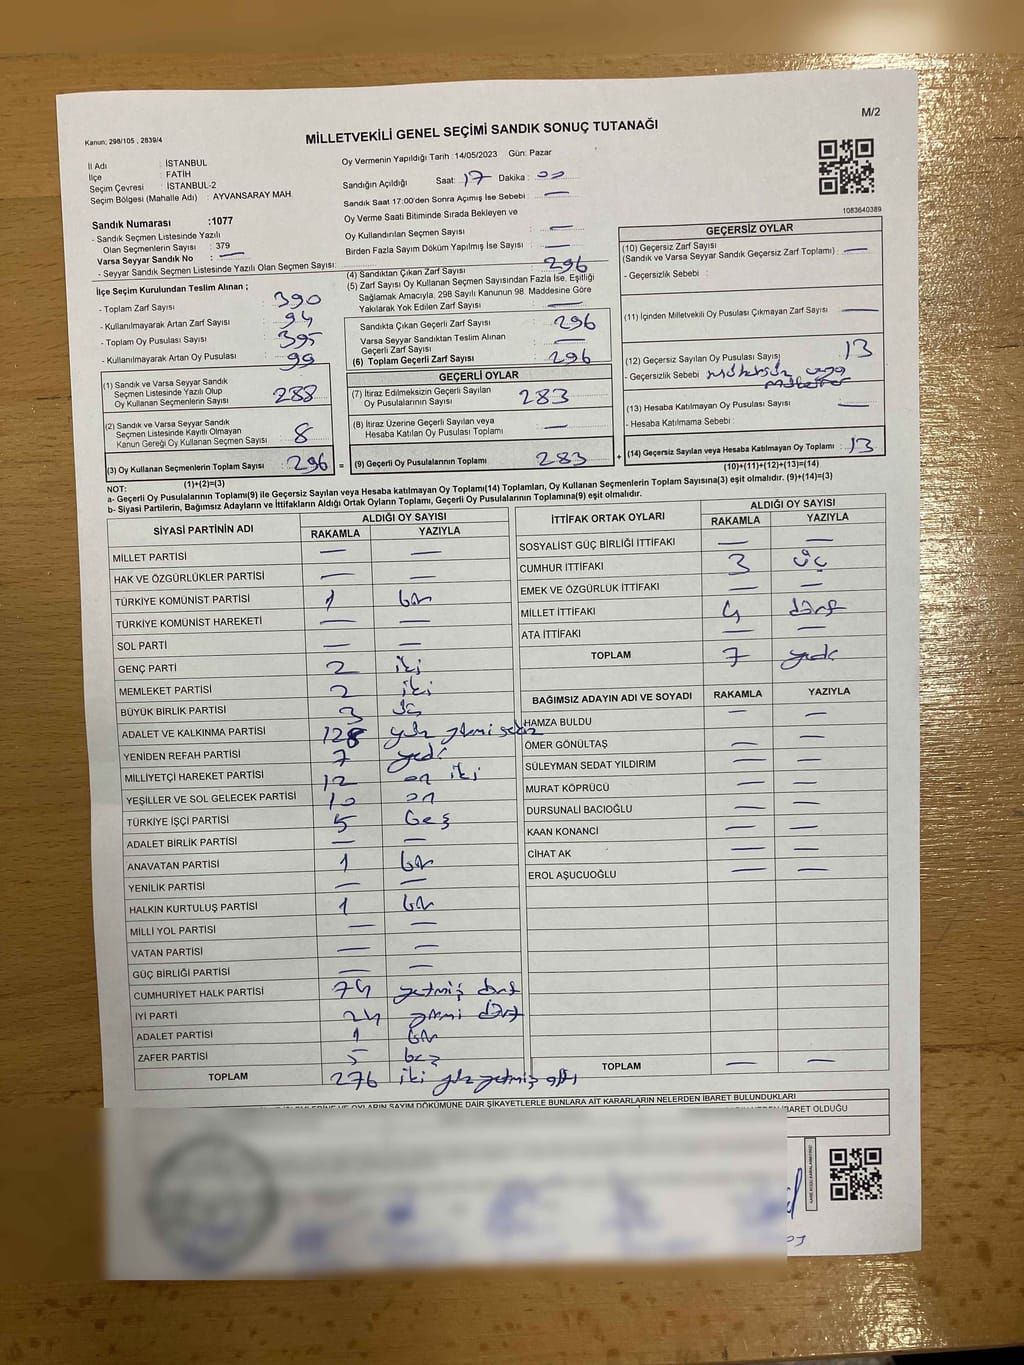 M/2
Kanun; 298/105 , 2839/4
MİLLETVEKİLİ GENEL SEÇİMİ SANDIK SONUÇ TUTANAĞI
İl Adı : İSTANBUL
İlçe : FATİH
Seçim Çevresi : İSTANBUL-2
Seçim Bölgesi (Mahalle Adı) : AYVANSARAY MAH.
Sandık Numarası :1077
- Sandık Seçmen Listesinde Yazılı
Olan Seçmenlerin Sayısı : 379
Varsa Seyyar Sandık No : —
- Seyyar Sandık Seçmen Listesinde Yazılı Olan Seçmen Sayısı:
Oy Vermenin Yapıldığı Tarih :14/05/2023 Gün: Pazar
Sandığın Açıldığı Saat: 17 Dakika : 00
Sandık Saat 17:00'den Sonra Açımış İse Sebebi : —
Oy Verme Saati Bitiminde Sırada Bekleyen ve
Oy Kullandırılan Seçmen Sayısı : —
Birden Fazla Sayım Döküm Yapılmış İse Sayısı : —
1083640389
İlçe Seçim Kurulundan Teslim Alınan ;
- Toplam Zarf Sayısı : 390
- Kullanılmayarak Artan Zarf Sayısı : 94
- Toplam Oy Pusulası Sayısı : 395
- Kullanılmayarak Artan Oy Pusulası : 99
(1) Sandık ve Varsa Seyyar Sandık
Seçmen Listesinde Yazılı Olup
Oy Kullanan Seçmenlerin Sayısı : 288
(2) Sandık ve Varsa Seyyar Sandık
Seçmen Listesinde Kayıtlı Olmayan
Kanun Gereği Oy Kullanan Seçmen Sayısı : 8
(3) Oy Kullanan Seçmenlerin Toplam Sayısı : 296
(1)+(2)=(3)
(4) Sandıktan Çıkan Zarf Sayısı : 296
(5) Zarf Sayısı Oy Kullanan Seçmen Sayısından Fazla İse, Eşitliği
Sağlamak Amacıyla, 298 Sayılı Kanunun 98. Maddesine Göre
Yakılarak Yok Edilen Zarf Sayısı : —
Sandıkta Çıkan Geçerli Zarf Sayısı : 296
Varsa Seyyar Sandıktan Teslim Alınan
Geçerli Zarf Sayısı : —
(6) Toplam Geçerli Zarf Sayısı : 296
GEÇERLİ OYLAR
(7) İtiraz Edilmeksizin Geçerli Sayılan
Oy Pusulalarının Sayısı : 283
(8) İtiraz Üzerine Geçerli Sayılan veya
Hesaba Katılan Oy Pusulası Toplamı : —
= (9) Geçerli Oy Pusulalarının Toplamı : 283
GEÇERSİZ OYLAR
(10) Geçersiz Zarf Sayısı
(Sandık ve Varsa Seyyar Sandık Geçersiz Zarf Toplamı) : —
- Geçersizlik Sebebi :
(11) İçinden Milletvekili Oy Pusulası Çıkmayan Zarf Sayısı : —
(12) Geçersiz Sayılan Oy Pusulası Sayısı : 13
- Geçersizlik Sebebi
(13) Hesaba Katılmayan Oy Pusulası Sayısı : —
- Hesaba Katılmama Sebebi :
+ (14) Geçersiz Sayılan veya Hesaba Katılmayan Oy Toplamı : 13
(10)+(11)+(12)+(13)=(14)
NOT:
a- Geçerli Oy Pusulalarının Toplamı(9) ile Geçersiz Sayılan veya Hesaba katılmayan Oy Toplamı(14) Toplamları, Oy Kullanan Seçmenlerin Toplam Sayısına(3) eşit olmalıdır. (9)+(14)=(3)
b- Siyasi Partilerin, Bağımsız Adayların ve İttifakların Aldığı Ortak Oyların Toplamı, Geçerli Oy Pusulalarının Toplamına(9) eşit olmalıdır.
SİYASİ PARTİNİN ADI ALDIĞI OY SAYISI
RAKAMLA YAZIYLA
MİLLET PARTİSİ — —
HAK VE ÖZGÜRLÜKLER PARTİSİ — —
TÜRKİYE KOMÜNİST PARTİSİ 1 bir
TÜRKİYE KOMÜNİST HAREKETİ — —
SOL PARTİ — —
GENÇ PARTİ 2 iki
MEMLEKET PARTİSİ 2 iki
BÜYÜK BİRLİK PARTİSİ 3 üç
ADALET VE KALKINMA PARTİSİ 128 yüz yirmi sekiz
YENİDEN REFAH PARTİSİ 7 yedi
MİLLİYETÇİ HAREKET PARTİSİ 12 on iki
YEŞİLLER VE SOL GELECEK PARTİSİ 10 on
TÜRKİYE İŞÇİ PARTİSİ 5 beş
ADALET BİRLİK PARTİSİ — —
ANAVATAN PARTİSİ 1 bir
YENİLİK PARTİSİ — —
HALKIN KURTULUŞ PARTİSİ 1 bir
MİLLİ YOL PARTİSİ — —
VATAN PARTİSİ — —
GÜÇ BİRLİĞİ PARTİSİ — —
CUMHURİYET HALK PARTİSİ 74 yetmiş dört
İYİ PARTİ 24 yirmi dört
ADALET PARTİSİ 1 bir
ZAFER PARTİSİ 5 beş
TOPLAM 276 iki yüz yetmiş altı
İTTİFAK ORTAK OYLARI ALDIĞI OY SAYISI
RAKAMLA YAZIYLA
SOSYALİST GÜÇ BİRLİĞİ İTTİFAKI — —
CUMHUR İTTİFAKI 3 üç
EMEK VE ÖZGÜRLÜK İTTİFAKI — —
MİLLET İTTİFAKI 4 dört
ATA İTTİFAKI — —
TOPLAM 7 yedi
BAĞIMSIZ ADAYIN ADI VE SOYADI RAKAMLA YAZIYLA
HAMZA BULDU — —
ÖMER GÖNÜLTAŞ — —
SÜLEYMAN SEDAT YILDIRIM — —
MURAT KÖPRÜCÜ — —
DURSUNALİ BACIOĞLU — —
KAAN KONANCİ — —
CİHAT AK — —
EROL AŞUCUOĞLU — —
TOPLAM — —
OYLARIN SAYIM DÖKÜMÜNE DAİR ŞİKAYETLERLE BUNLARA AİT KARARLARIN NELERDEN İBARET BULUNDUKLARI
İBARET OLDUĞU